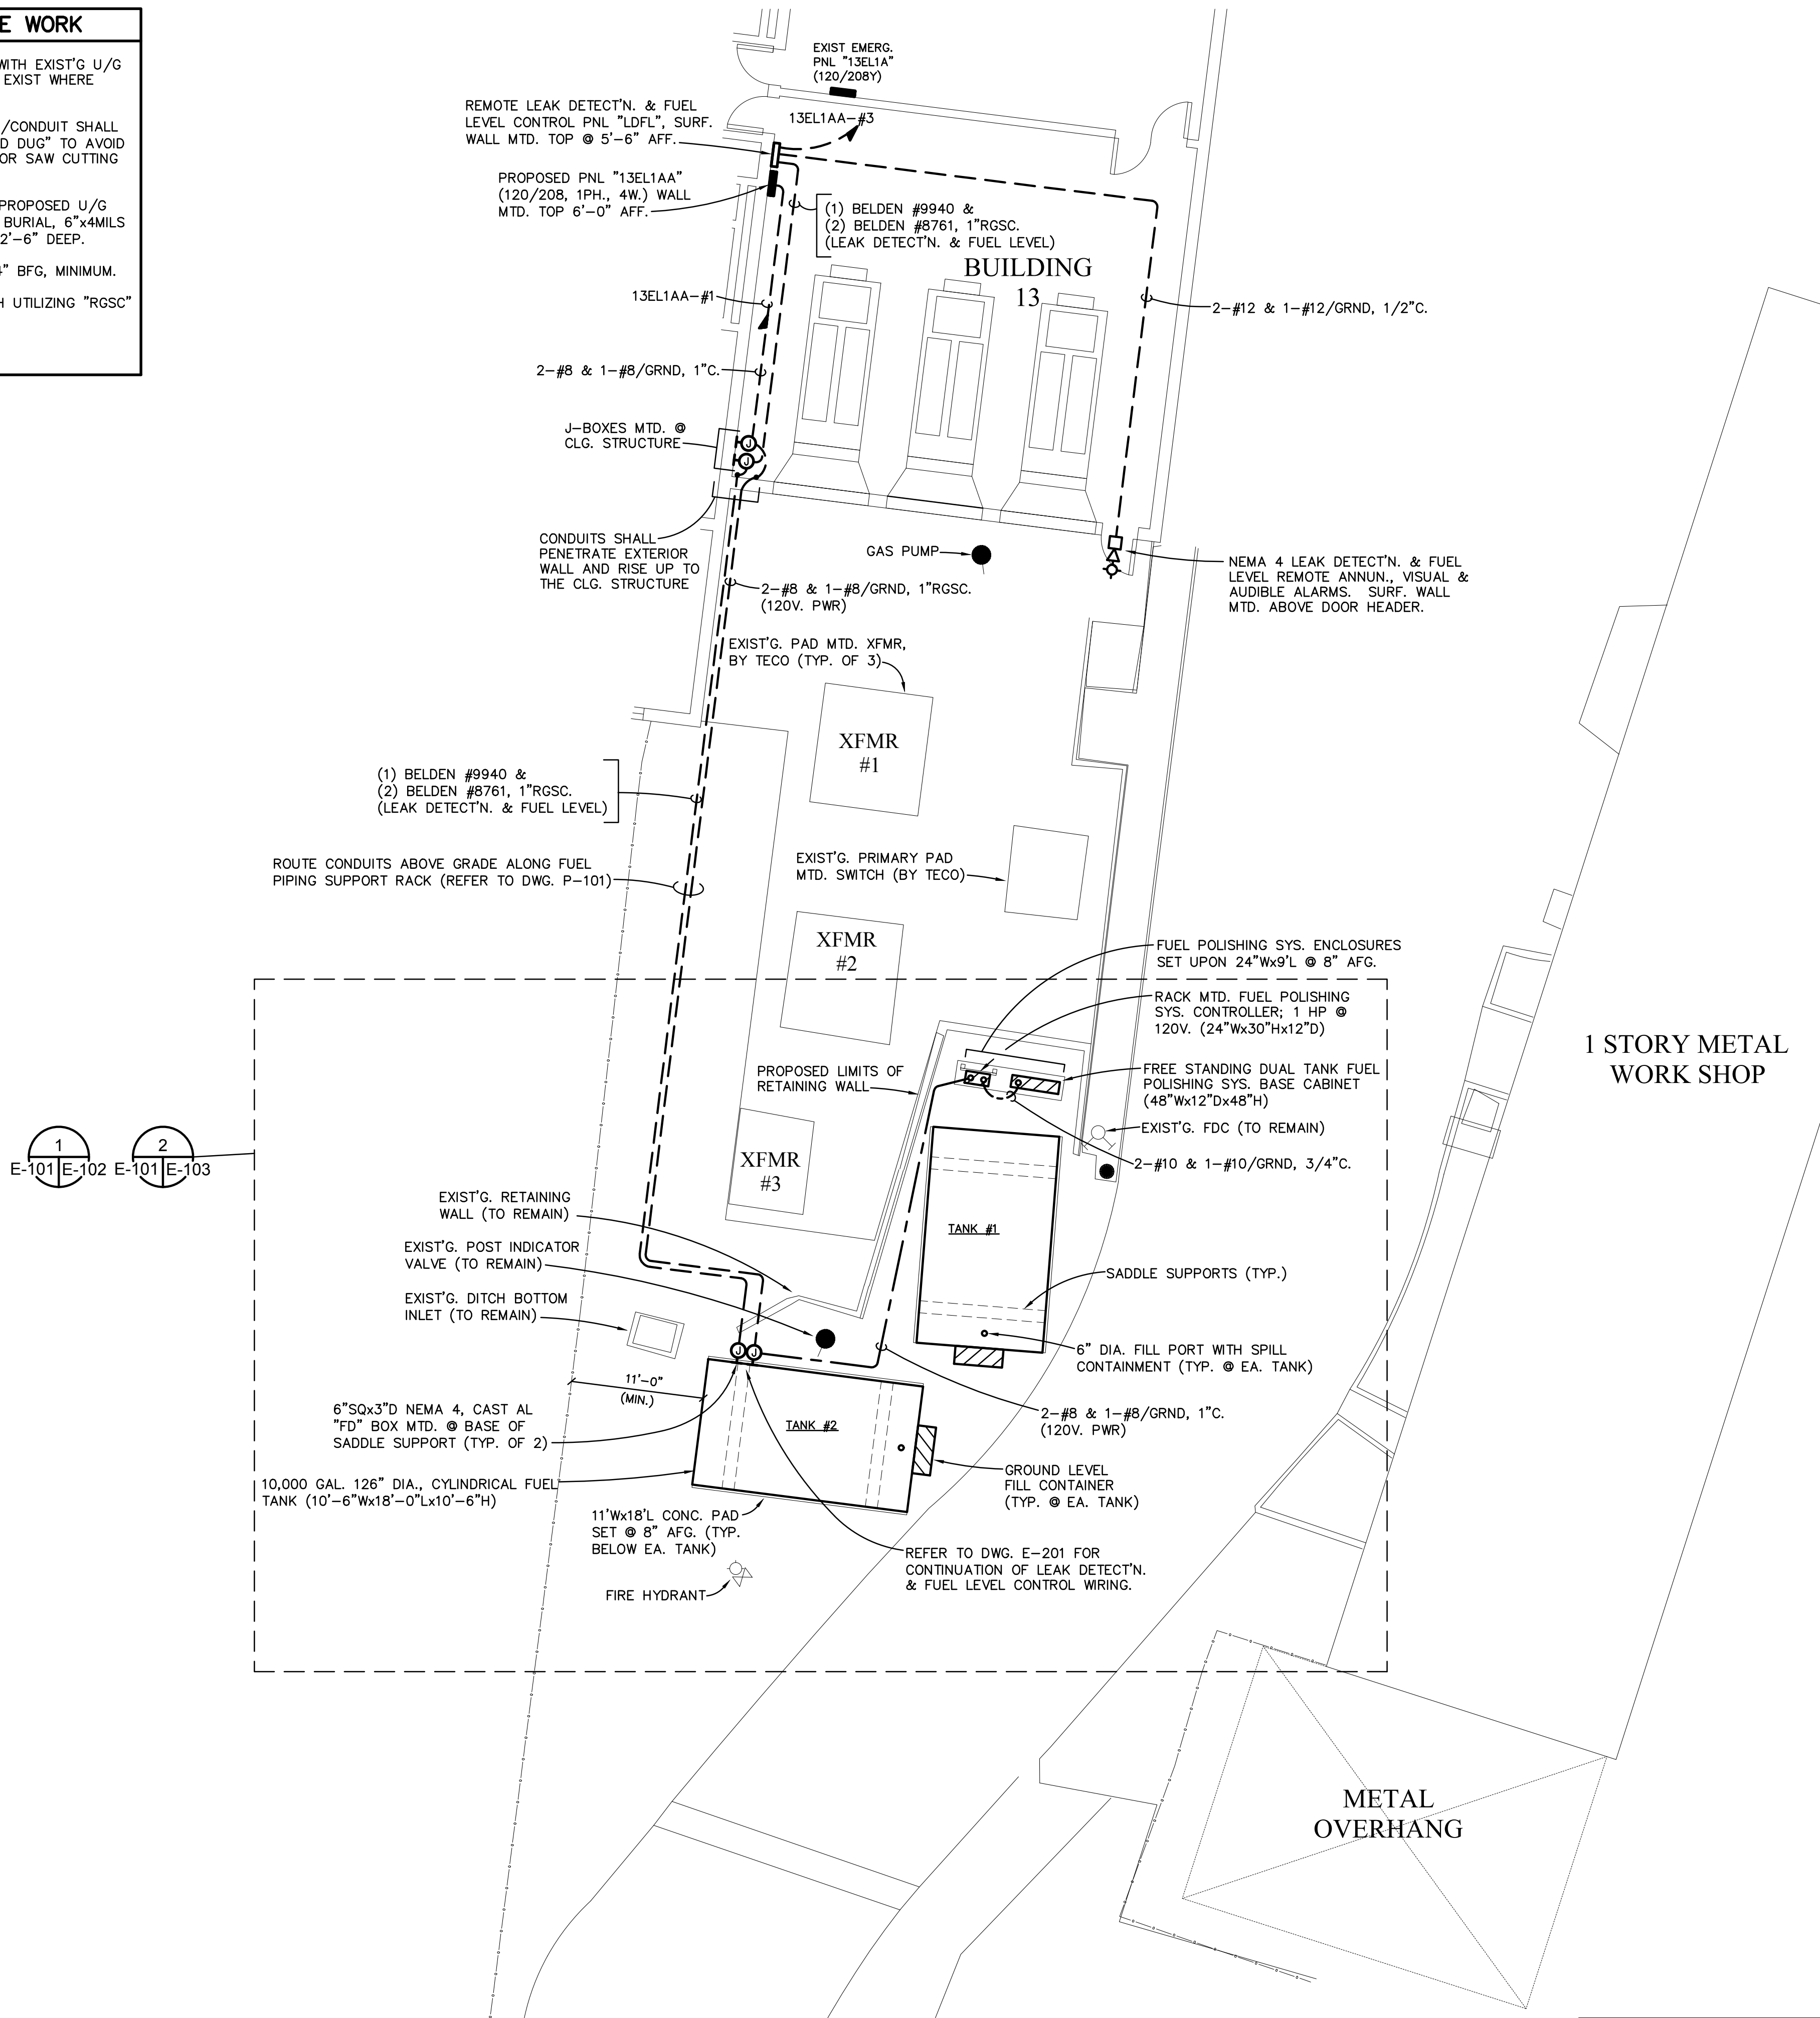 E WORK
WITH EXIST'G U/G
EXIST WHERE
/CONDUIT SHALL
D DUG" TO AVOID
OR SAW CUTTING
PROPOSED U/G
BURIAL, 6"x4MILS
2'-6" DEEP.
4" BFG, MINIMUM.
H UTILIZING "RGSC"
EXIST EMERG.
PNL "13EL1A"
(120/208Y)
REMOTE LEAK DETECT'N. & FUEL
LEVEL CONTROL PNL "LDFL", SURF.
WALL MTD. TOP @ 5'-6" AFF.
13EL1AA-#3
PROPOSED PNL "13EL1AA"
(120/208, 1PH., 4W.) WALL
MTD. TOP 6'-0" AFF.
(1) BELDEN #9940 &
(2) BELDEN #8761, 1"RGSC.
(LEAK DETECT'N. & FUEL LEVEL)
BUILDING
13
13EL1AA-#1
2-#12 & 1-#12/GRND, 1/2"C.
2-#8 & 1-#8/GRND, 1"C.
J-BOXES MTD. @
CLG. STRUCTURE
J
J
CONDUITS SHALL
PENETRATE EXTERIOR
WALL AND RISE UP TO
THE CLG. STRUCTURE
GAS PUMP
NEMA 4 LEAK DETECT'N. & FUEL
LEVEL REMOTE ANNUN., VISUAL &
AUDIBLE ALARMS. SURF. WALL
MTD. ABOVE DOOR HEADER.
2-#8 & 1-#8/GRND, 1"RGSC.
(120V. PWR)
EXIST'G. PAD MTD. XFMR,
BY TECO (TYP. OF 3)
XFMR
#1
(1) BELDEN #9940 &
(2) BELDEN #8761, 1"RGSC.
(LEAK DETECT'N. & FUEL LEVEL)
ROUTE CONDUITS ABOVE GRADE ALONG FUEL
PIPING SUPPORT RACK (REFER TO DWG. P-101)
EXIST'G. PRIMARY PAD
MTD. SWITCH (BY TECO)
XFMR
#2
FUEL POLISHING SYS. ENCLOSURES
SET UPON 24"Wx9'L @ 8" AFG.
RACK MTD. FUEL POLISHING
SYS. CONTROLLER; 1 HP @
120V. (24"Wx30"Hx12"D)
1 STORY METAL
WORK SHOP
PROPOSED LIMITS OF
RETAINING WALL
FREE STANDING DUAL TANK FUEL
POLISHING SYS. BASE CABINET
(48"Wx12"Dx48"H)
EXIST'G. FDC (TO REMAIN)
2-#10 & 1-#10/GRND, 3/4"C.
1
E-101 E-102
2
E-101 E-103
XFMR
#3
EXIST'G. RETAINING
WALL (TO REMAIN)
TANK #1
EXIST'G. POST INDICATOR
VALVE (TO REMAIN)
SADDLE SUPPORTS (TYP.)
EXIST'G. DITCH BOTTOM
INLET (TO REMAIN)
J
J
6" DIA. FILL PORT WITH SPILL
CONTAINMENT (TYP. @ EA. TANK)
11'-0"
(MIN.)
6"SQx3"D NEMA 4, CAST AL
"FD" BOX MTD. @ BASE OF
SADDLE SUPPORT (TYP. OF 2)
TANK #2
2-#8 & 1-#8/GRND, 1"C.
(120V. PWR)
10,000 GAL. 126" DIA., CYLINDRICAL FUEL
TANK (10'-6"Wx18'-0"Lx10'-6"H)
GROUND LEVEL
FILL CONTAINER
(TYP. @ EA. TANK)
11'Wx18'L CONC. PAD
SET @ 8" AFG. (TYP.
BELOW EA. TANK)
REFER TO DWG. E-201 FOR
CONTINUATION OF LEAK DETECT'N.
& FUEL LEVEL CONTROL WIRING.
FIRE HYDRANT
METAL
OVERHANG